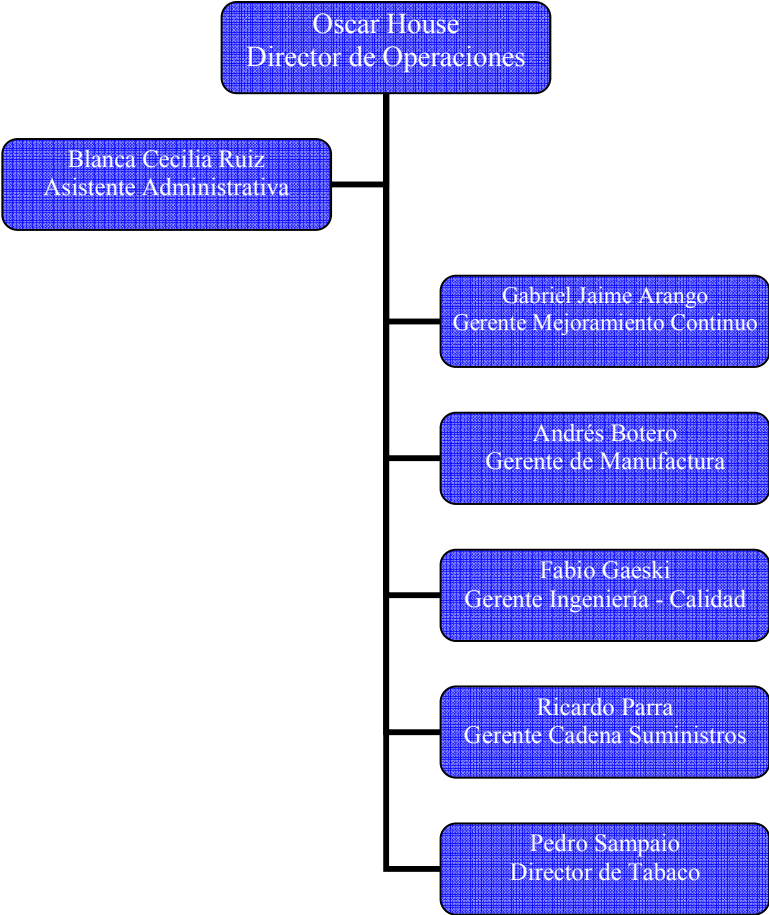 Oscar House
Director de Operaciones
Blanca Cecilia Ruiz
Asistente Administrativa
Gabriel Jaime Arango
Gerente Mejoramiento Continuo
Andrés Botero
Gerente de Manufactura
Fabio Gaeski
Gerente Ingeniería - Calidad
Ricardo Parra
Gerente Cadena Suministros
Pedro Sampaio
Director de Tabaco